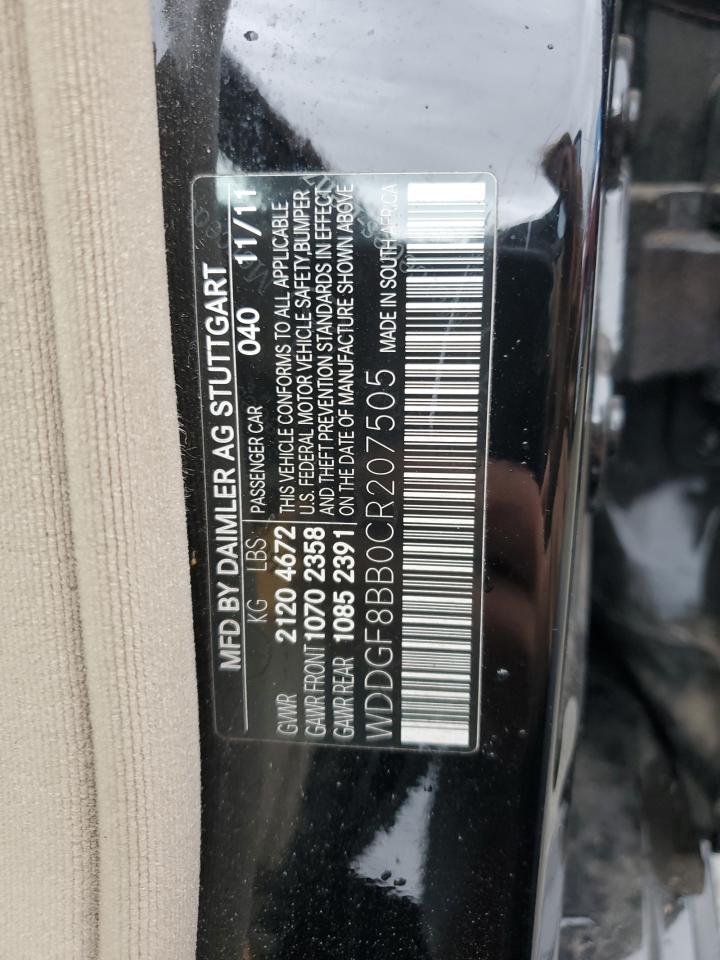 MFD BY DAIMLER AG STUTTGART
KG LBS 040 11/11
GVWR 2120 4672 PASSENGER CAR
GAWR FRONT 1070 2358 THIS VEHICLE CONFORMS TO ALL APPLICABLE
GAWR REAR 1085 2391 U.S. FEDERAL MOTOR VEHICLE SAFETY,BUMPER
AND THEFT PREVENTION STANDARDS IN EFFECT
ON THE DATE OF MANUFACTURE SHOWN ABOVE
WDDGF8BB0CR207505 MADE IN SOUTH AFRICA